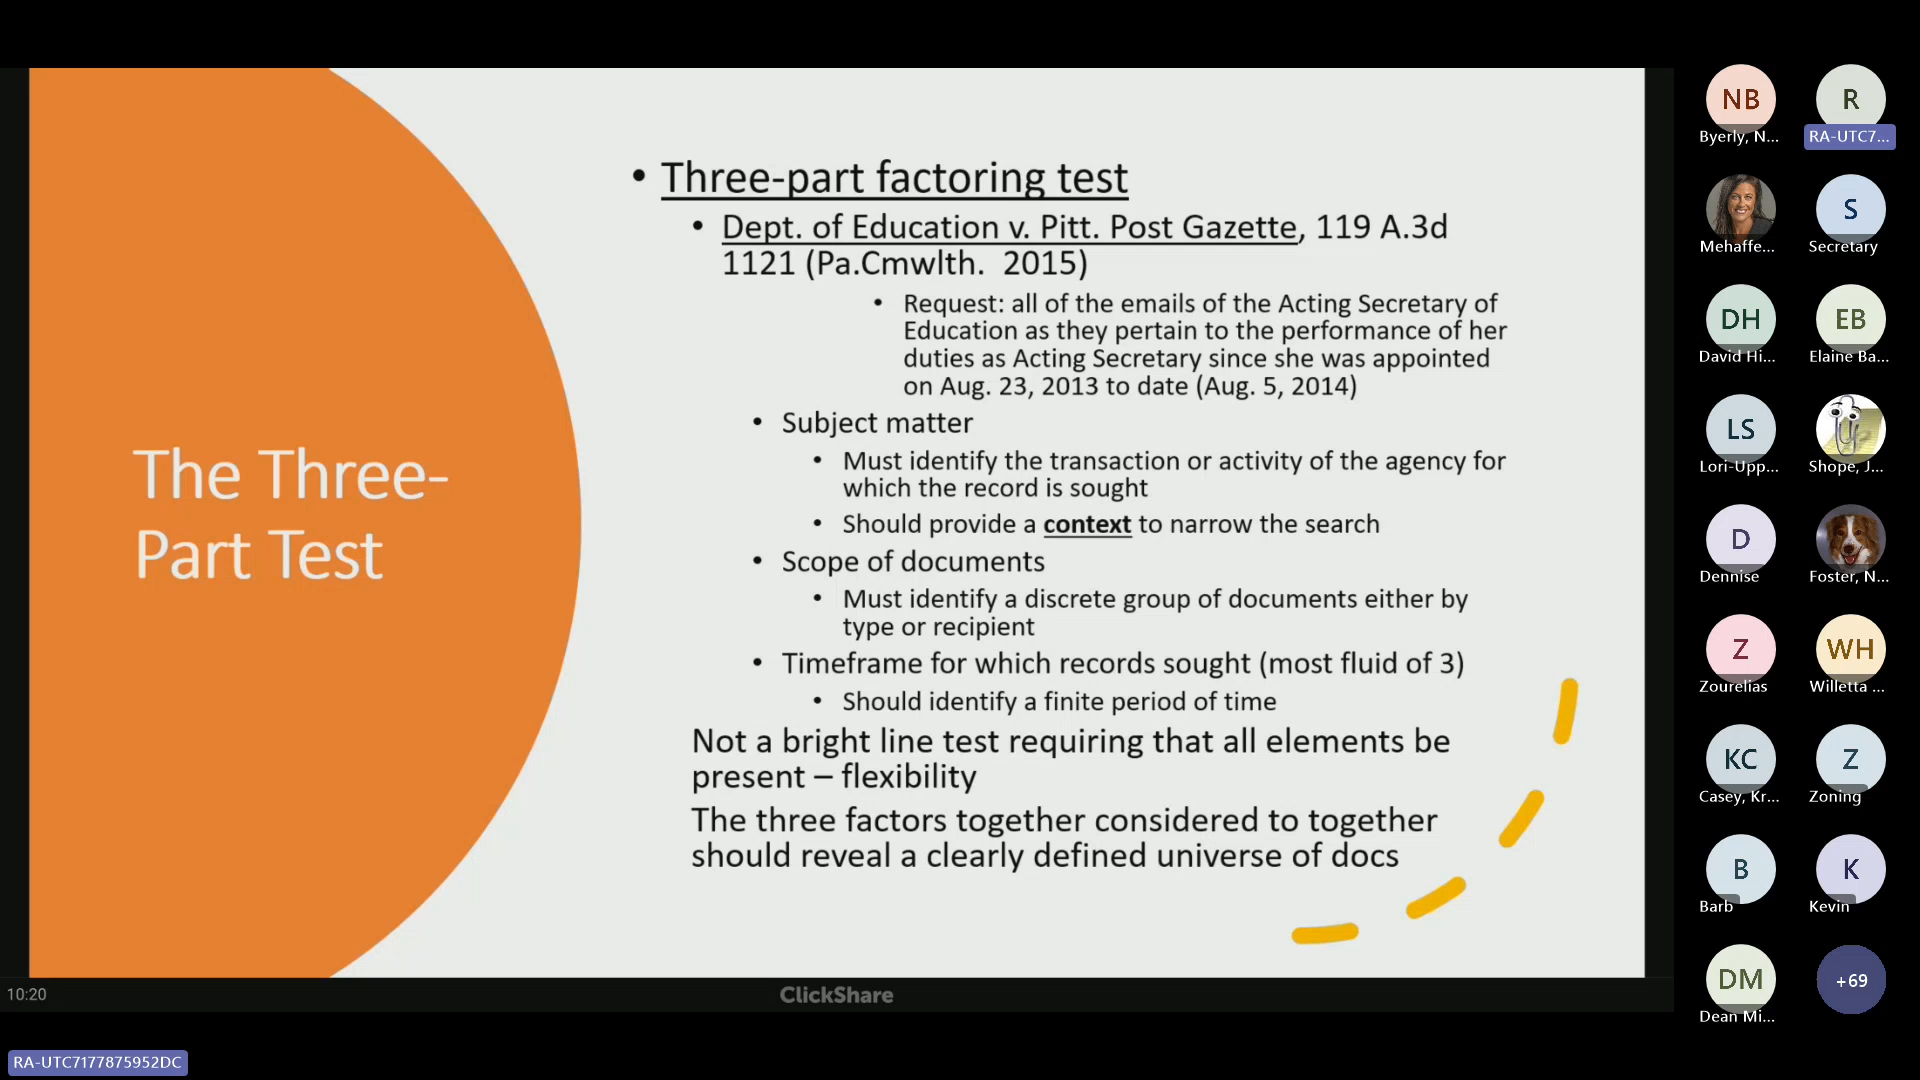 The Three-
Part Test
• Three-part factoring test
• Dept. of Education v. Pitt. Post Gazette, 119 A.3d
1121 (Pa.Cmwlth.  2015)
• Request: all of the emails of the Acting Secretary of
Education as they pertain to the performance of her
duties as Acting Secretary since she was appointed
on Aug. 23, 2013 to date (Aug. 5, 2014)
• Subject matter
• Must identify the transaction or activity of the agency for
which the record is sought
• Should provide a context to narrow the search
• Scope of documents
• Must identify a discrete group of documents either by
type or recipient
• Timeframe for which records sought (most fluid of 3)
• Should identify a finite period of time
Not a bright line test requiring that all elements be
present – flexibility
The three factors together considered to together
should reveal a clearly defined universe of docs
10:20
ClickShare
RA-UTC7177875952DC
NB
Byerly, N...
R
RA-UTC7...
Mehaffe...
S
Secretary
DH
David Hi...
EB
Elaine Ba...
LS
Lori-Upp...
Shope, J...
D
Dennise
Foster, N...
Z
Zourelias
WH
Willetta ...
KC
Casey, Kr...
Z
Zoning
B
Barb
K
Kevin
DM
Dean Mi...
+69